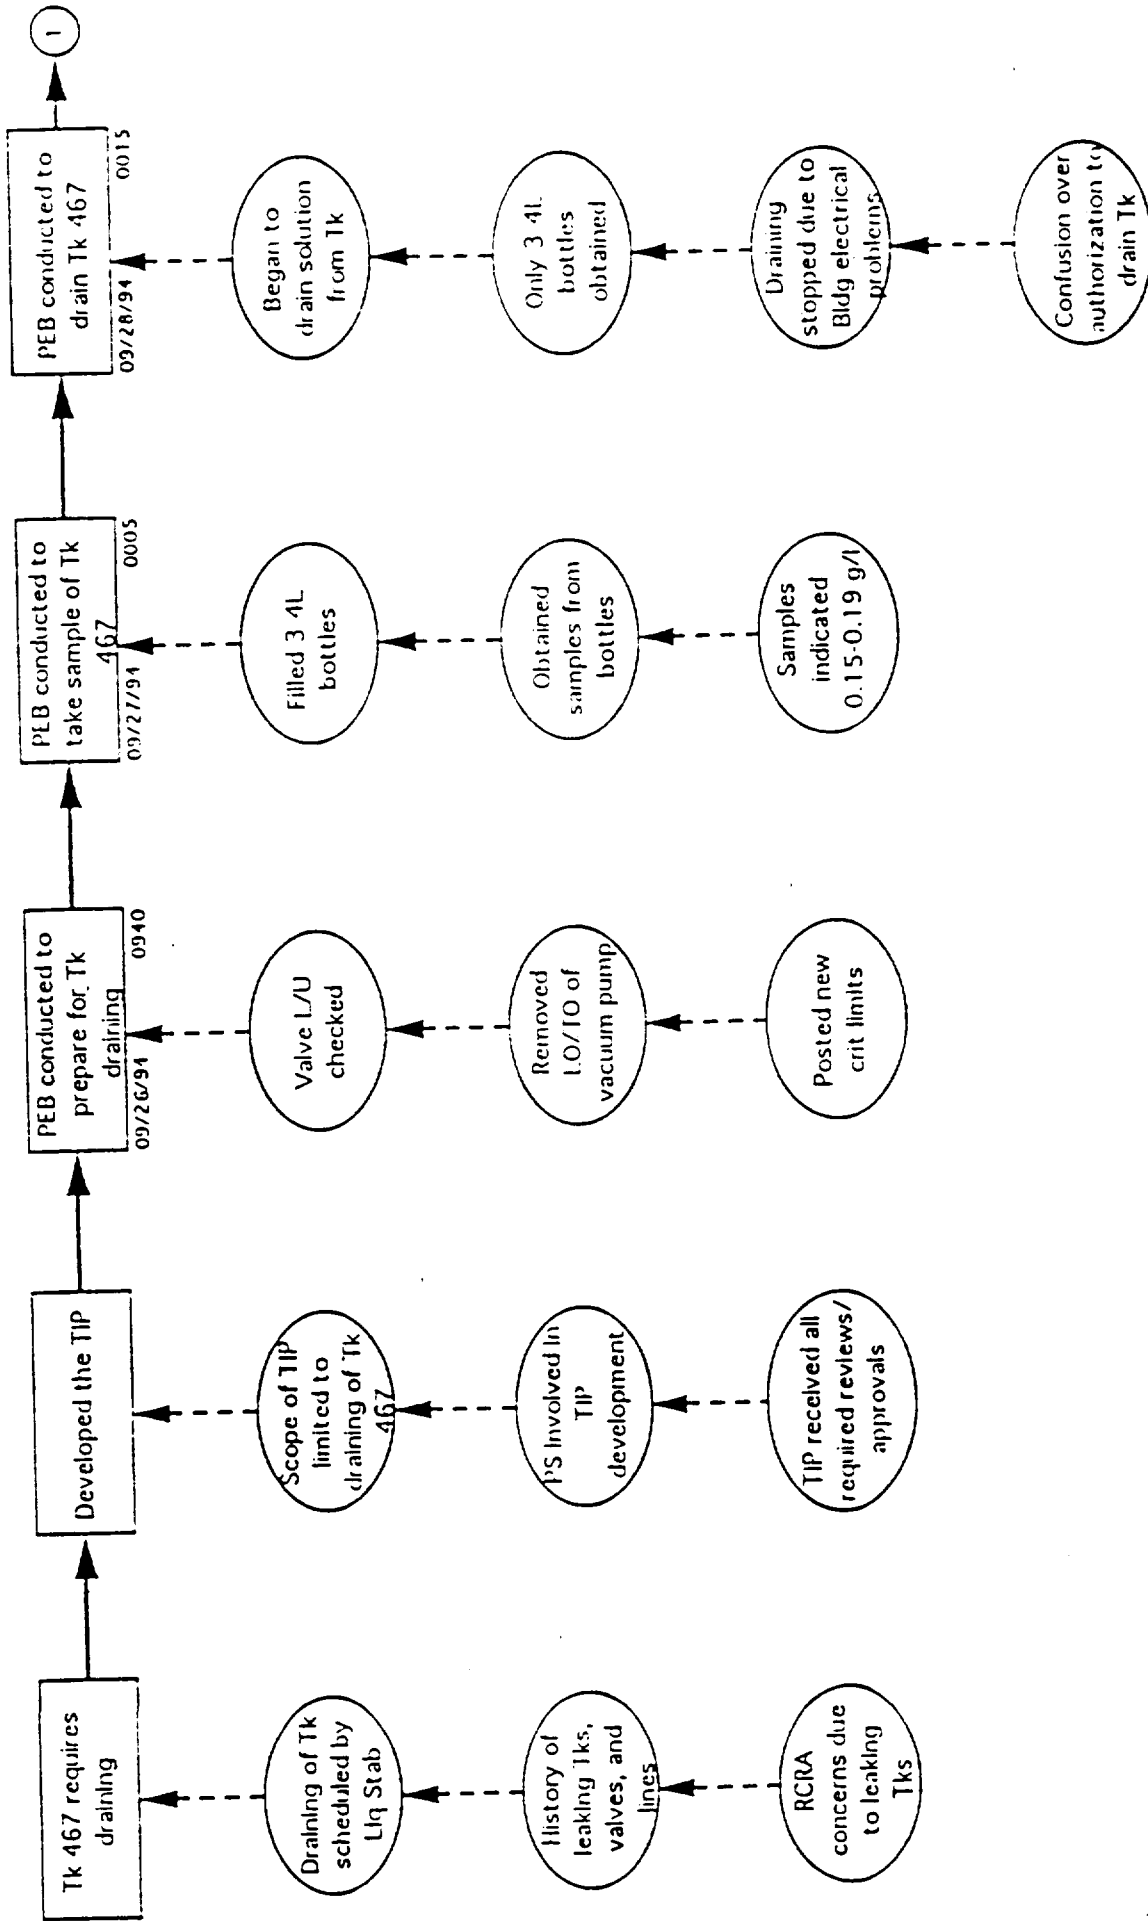 Tk 467 requires
draining
Draining of Tk
scheduled by
Liq Stab
History of
leaking Tks,
valves, and
lines
RCRA
concerns due
to leaking
Tks
Developed the TIP
Scope of TIP
limited to
draining of Tk
467
PS Involved In
TIP
development
TIP received all
required reviews/
approvals
PEB conducted to
prepare for Tk
draining
09/26/94 0940
Valve L/U
checked
Removed
LO/TO of
vacuum pump
Posted new
crit limits
PEB conducted to
take sample of Tk
467
09/27/94 0005
Filled 3 4L
bottles
Obtained
samples from
bottles
Samples
indicated
0.15-0.19 g/l
PEB conducted to
drain Tk 467
09/28/94 0015
Began to
drain solution
from Tk
Only 3 4L
bottles
obtained
Draining
stopped due to
Bldg electrical
problems
Confusion over
authorization to
drain Tk
1